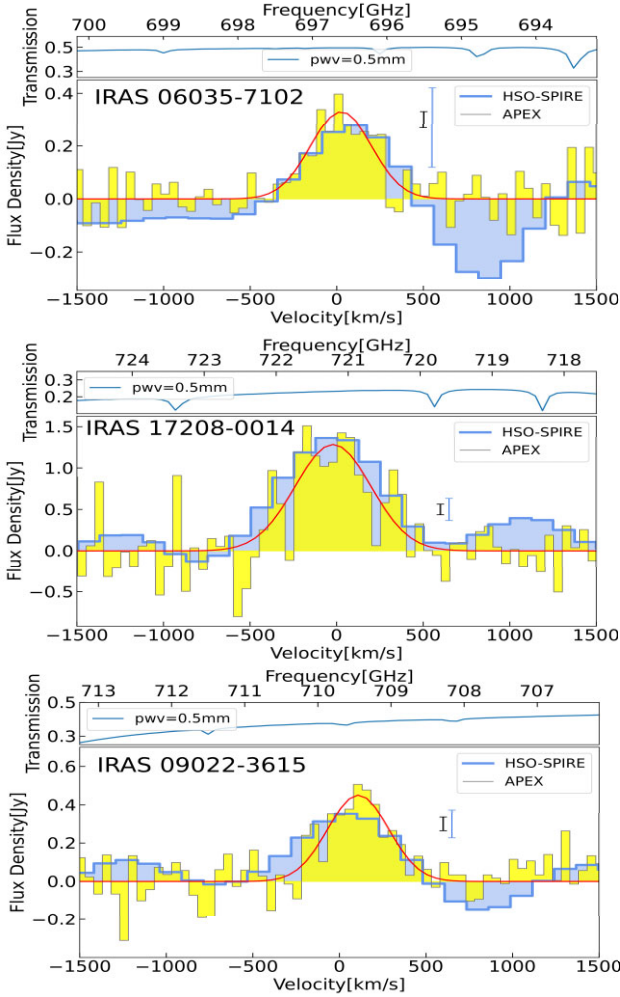 Frequency[GHz]
700 699 698 697 696 695 694
Transmission
0.5
0.3
pwv=0.5mm
IRAS 06035-7102
HSO-SPIRE
APEX
Flux Density[Jy]
0.4
0.2
0.0
−0.2
−1500 −1000 −500 0 500 1000 1500
Velocity[km/s]
Frequency[GHz]
724 723 722 721 720 719 718
Transmission
0.3
0.2
pwv=0.5mm
IRAS 17208-0014
HSO-SPIRE
APEX
Flux Density[Jy]
1.5
1.0
0.5
0.0
−0.5
−1500 −1000 −500 0 500 1000 1500
Velocity[km/s]
Frequency[GHz]
713 712 711 710 709 708 707
Transmission
0.5
0.3
pwv=0.5mm
IRAS 09022-3615
HSO-SPIRE
APEX
Flux Density[Jy]
0.6
0.4
0.2
0.0
−0.2
−1500 −1000 −500 0 500 1000 1500
Velocity[km/s]